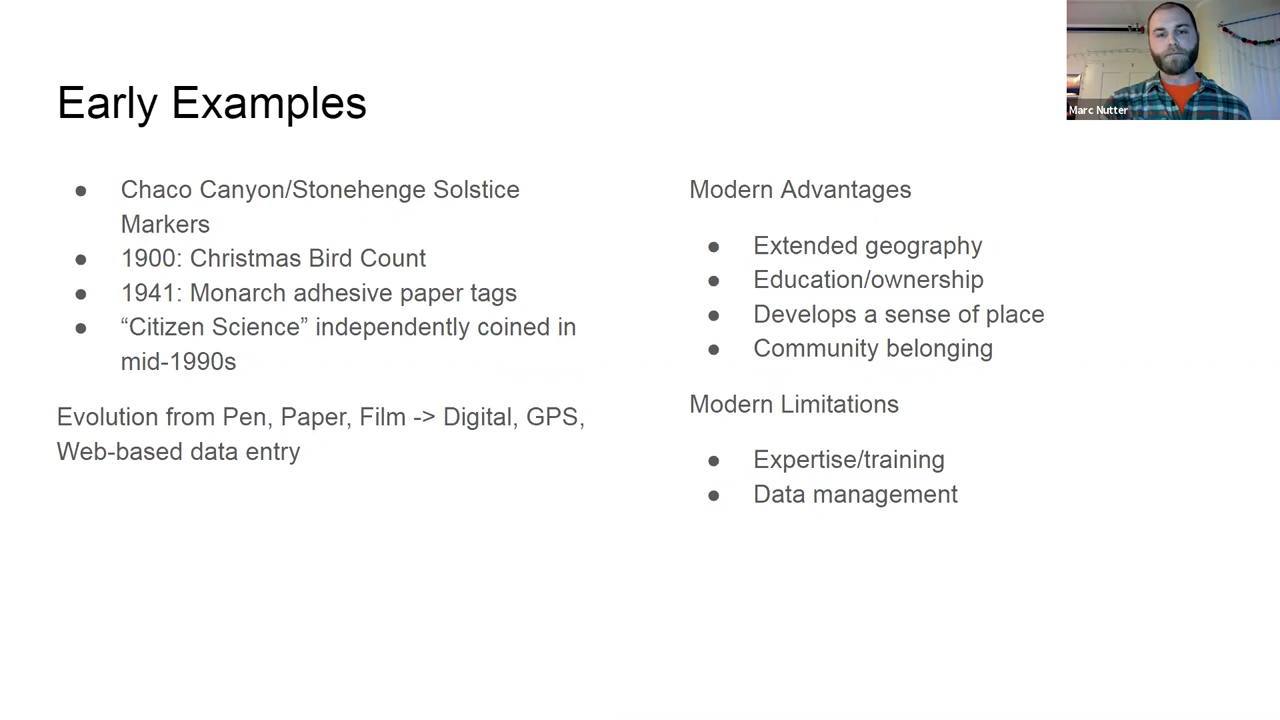 Early Examples
● Chaco Canyon/Stonehenge Solstice
Markers
● 1900: Christmas Bird Count
● 1941: Monarch adhesive paper tags
● “Citizen Science” independently coined in
mid-1990s
Evolution from Pen, Paper, Film -> Digital, GPS,
Web-based data entry
Modern Advantages
● Extended geography
● Education/ownership
● Develops a sense of place
● Community belonging
Modern Limitations
● Expertise/training
● Data management
Marc Nutter